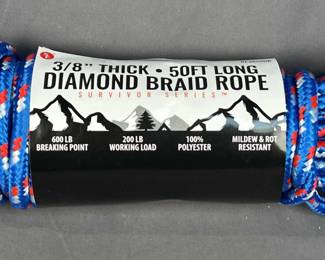 3/8" THICK • 50FT LONG
DIAMOND BRAID ROPE
SURVIVOR SERIES™
600 LB
BREAKING POINT
200 LB
WORKING LOAD
100%
POLYESTER
MILDEW & ROT
RESISTANT